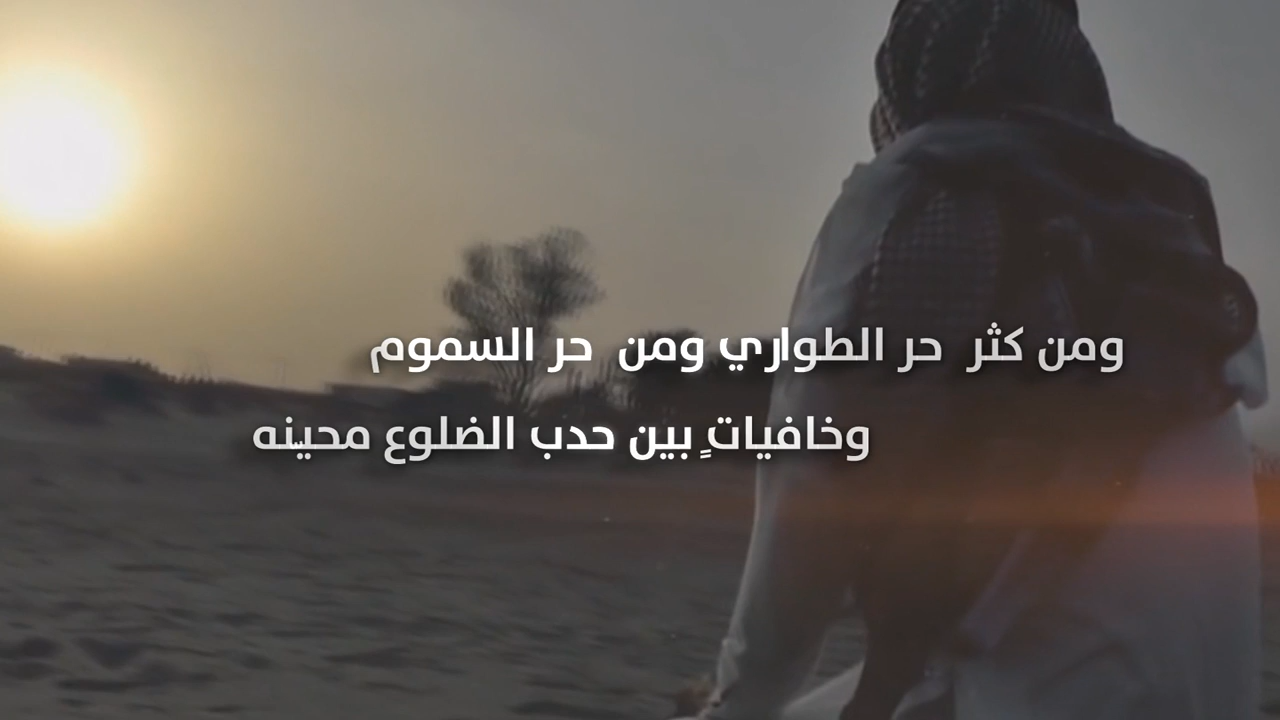 ومن كثر حر الطواري ومن حر السموم
وخافياتٍ بين حدب الضلوع محينه